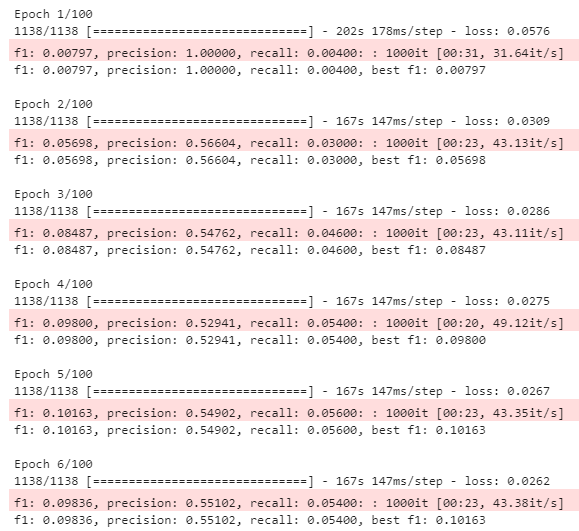 Epoch 1/100
1138/1138 [==============================] - 202s 178ms/step - loss: 0.0576
f1: 0.00797, precision: 1.00000, recall: 0.00400: : 1000it [00:31, 31.64it/s]
f1: 0.00797, precision: 1.00000, recall: 0.00400, best f1: 0.00797
Epoch 2/100
1138/1138 [==============================] - 167s 147ms/step - loss: 0.0309
f1: 0.05698, precision: 0.56604, recall: 0.03000: : 1000it [00:23, 43.13it/s]
f1: 0.05698, precision: 0.56604, recall: 0.03000, best f1: 0.05698
Epoch 3/100
1138/1138 [==============================] - 167s 147ms/step - loss: 0.0286
f1: 0.08487, precision: 0.54762, recall: 0.04600: : 1000it [00:23, 43.11it/s]
f1: 0.08487, precision: 0.54762, recall: 0.04600, best f1: 0.08487
Epoch 4/100
1138/1138 [==============================] - 167s 147ms/step - loss: 0.0275
f1: 0.09800, precision: 0.52941, recall: 0.05400: : 1000it [00:20, 49.12it/s]
f1: 0.09800, precision: 0.52941, recall: 0.05400, best f1: 0.09800
Epoch 5/100
1138/1138 [==============================] - 167s 147ms/step - loss: 0.0267
f1: 0.10163, precision: 0.54902, recall: 0.05600: : 1000it [00:23, 43.35it/s]
f1: 0.10163, precision: 0.54902, recall: 0.05600, best f1: 0.10163
Epoch 6/100
1138/1138 [==============================] - 167s 147ms/step - loss: 0.0262
f1: 0.09836, precision: 0.55102, recall: 0.05400: : 1000it [00:23, 43.38it/s]
f1: 0.09836, precision: 0.55102, recall: 0.05400, best f1: 0.10163